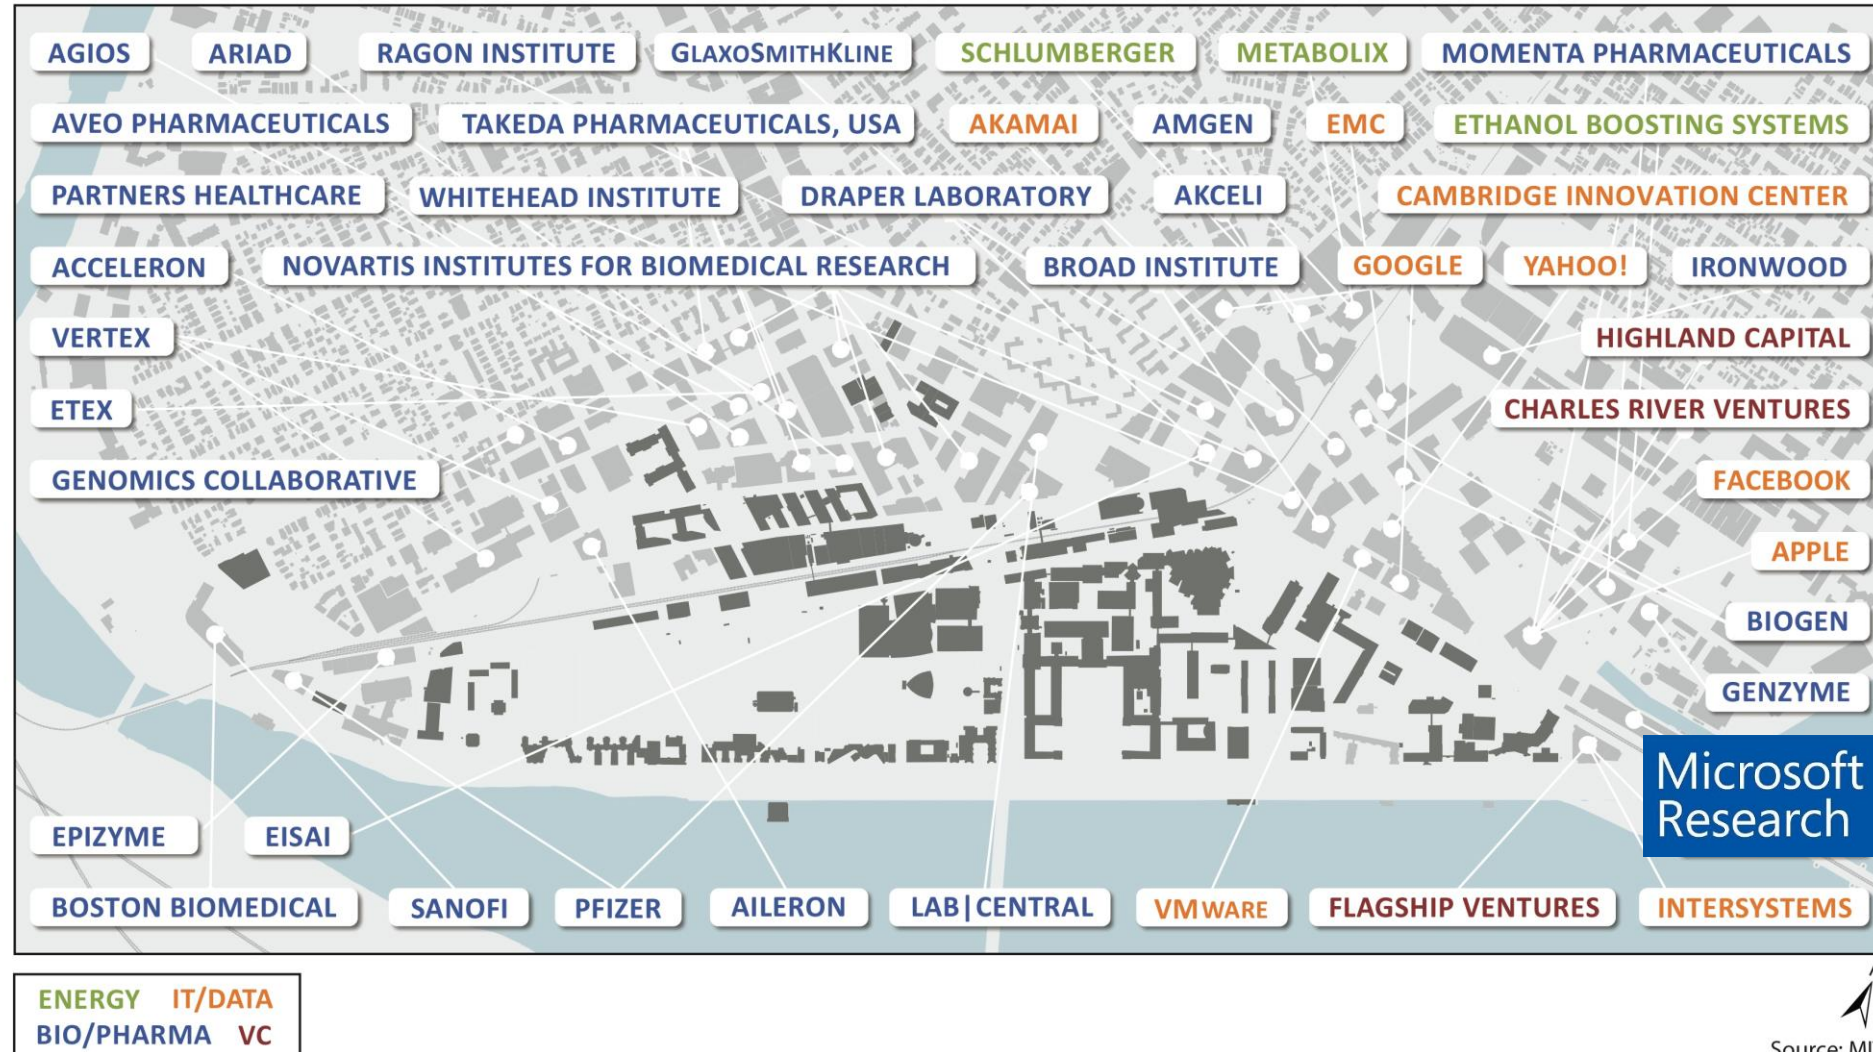 AGIOS
ARIAD
RAGON INSTITUTE
GLAXOSMITHKLINE
SCHLUMBERGER
METABOLIX
MOMENTA PHARMACEUTICALS
AVEO PHARMACEUTICALS
TAKEDA PHARMACEUTICALS, USA
AKAMAI
AMGEN
EMC
ETHANOL BOOSTING SYSTEMS
PARTNERS HEALTHCARE
WHITEHEAD INSTITUTE
DRAPER LABORATORY
AKCELI
CAMBRIDGE INNOVATION CENTER
ACCELERON
NOVARTIS INSTITUTES FOR BIOMEDICAL RESEARCH
BROAD INSTITUTE
GOOGLE
YAHOO!
IRONWOOD
VERTEX
HIGHLAND CAPITAL
ETEX
CHARLES RIVER VENTURES
GENOMICS COLLABORATIVE
FACEBOOK
APPLE
BIOGEN
GENZYME
Microsoft
Research
EPIZYME
EISAI
BOSTON BIOMEDICAL
SANOFI
PFIZER
AILERON
LAB|CENTRAL
VMWARE
FLAGSHIP VENTURES
INTERSYSTEMS
ENERGY IT/DATA
BIO/PHARMA VC
Source: